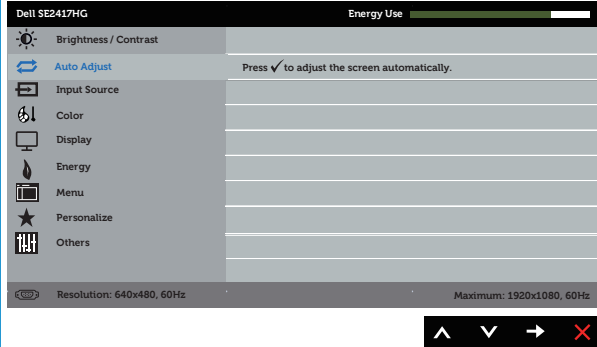 Dell SE2417HG Energy Use
Brightness / Contrast
Auto Adjust Press ✓ to adjust the screen automatically.
Input Source
Color
Display
Energy
Menu
Personalize
Others
Resolution: 640x480, 60Hz Maximum: 1920x1080, 60Hz